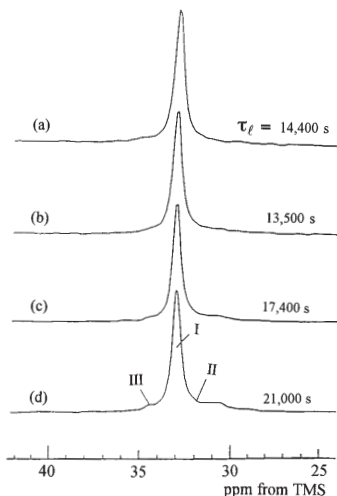 (a)
τℓ = 14,400 s
(b)
13,500 s
(c)
17,400 s
I
III
II
(d)
21,000 s
40 35 30 25
ppm from TMS